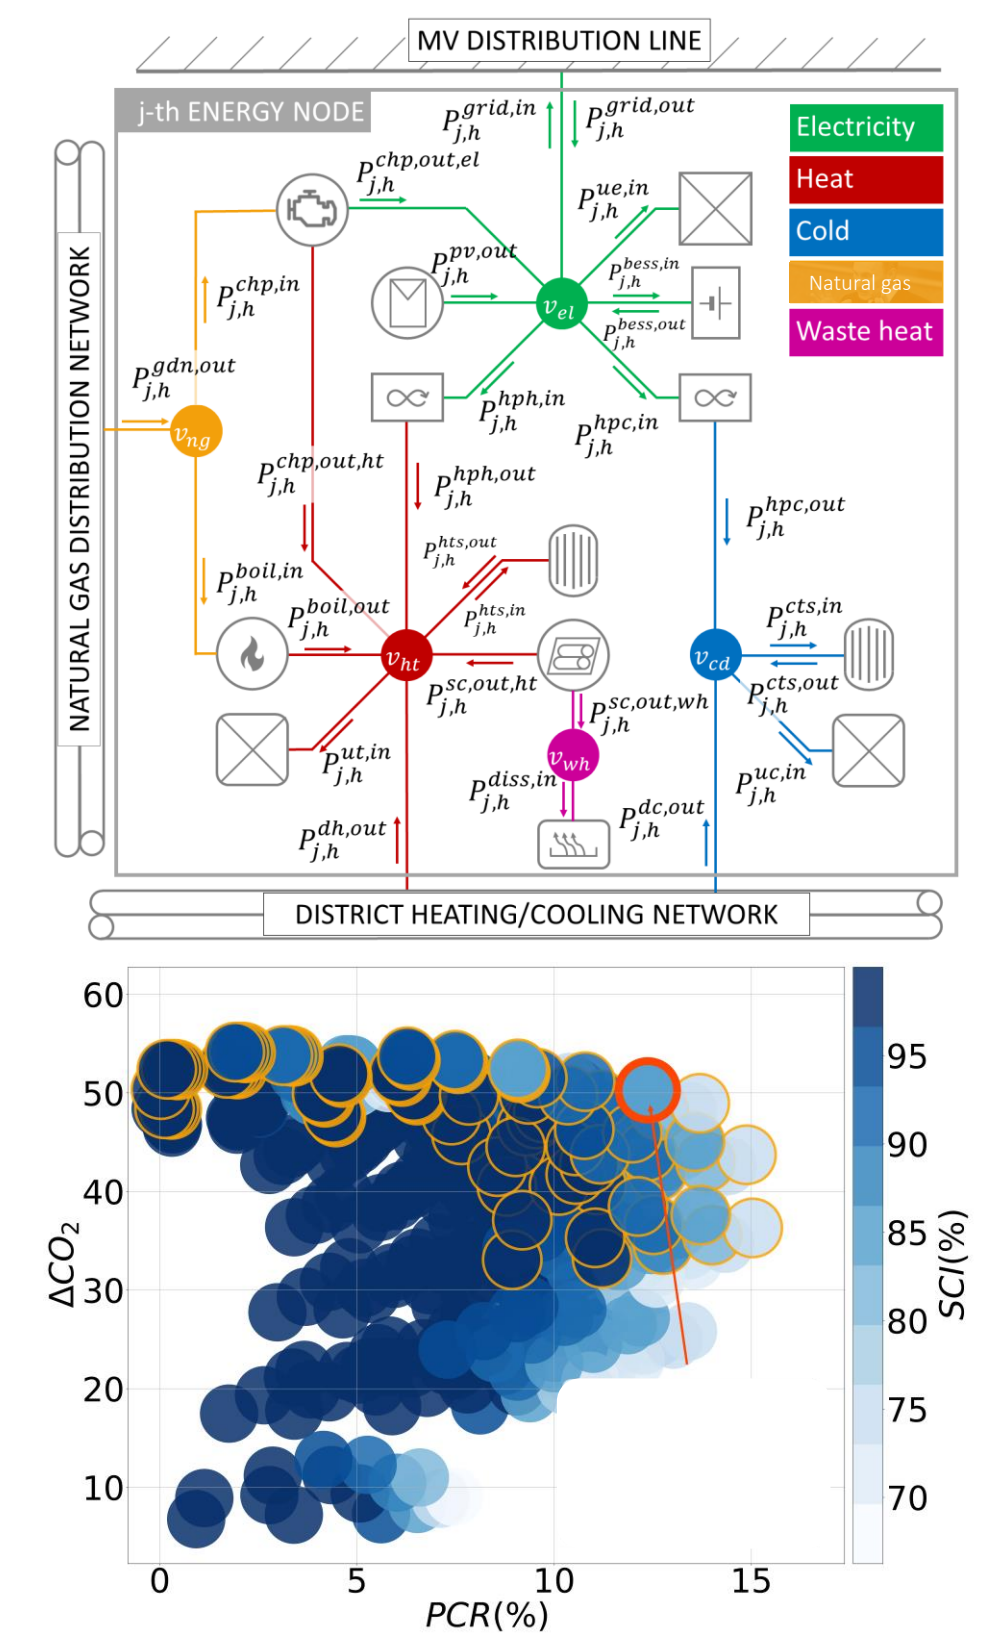 MV DISTRIBUTION LINE
j-th ENERGY NODE
P_{j,h}^{grid,in}
P_{j,h}^{grid,out}
Electricity
Heat
Cold
Natural gas
Waste heat
P_{j,h}^{chp,out,el}
P_{j,h}^{ue,in}
P_{j,h}^{pv,out}
P_{j,h}^{bess,in}
P_{j,h}^{chp,in}
v_{el}
P_{j,h}^{bess,out}
NATURAL GAS DISTRIBUTION NETWORK
P_{j,h}^{gdn,out}
P_{j,h}^{hph,in}
P_{j,h}^{hpc,in}
v_{ng}
P_{j,h}^{chp,out,ht}
P_{j,h}^{hph,out}
P_{j,h}^{hpc,out}
P_{j,h}^{hts,out}
P_{j,h}^{boil,in}
P_{j,h}^{boil,out}
P_{j,h}^{hts,in}
P_{j,h}^{cts,in}
v_{ht}
v_{cd}
P_{j,h}^{sc,out,ht}
P_{j,h}^{sc,out,wh}
P_{j,h}^{cts,out}
P_{j,h}^{ut,in}
v_{wh}
P_{j,h}^{diss,in}
P_{j,h}^{uc,in}
P_{j,h}^{dh,out}
P_{j,h}^{dc,out}
DISTRICT HEATING/COOLING NETWORK
60
50
40
30
20
10
ΔCO₂
0 5 10 15
PCR(%)
95
90
85
80
75
70
SCI(%)